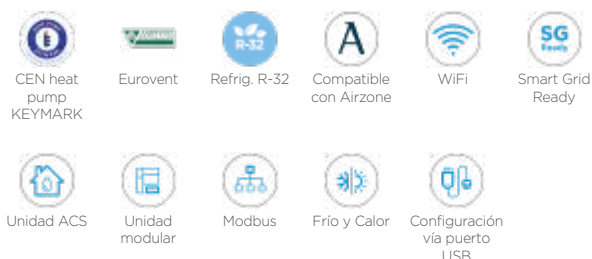 R-32
A
SG
Ready
CEN heat
pump
KEYMARK
Eurovent
Refrig. R-32
Compatible
con Airzone
WiFi
Smart Grid
Ready
Unidad ACS
Unidad
modular
Modbus
Frío y Calor
Configuración
vía puerto
USB